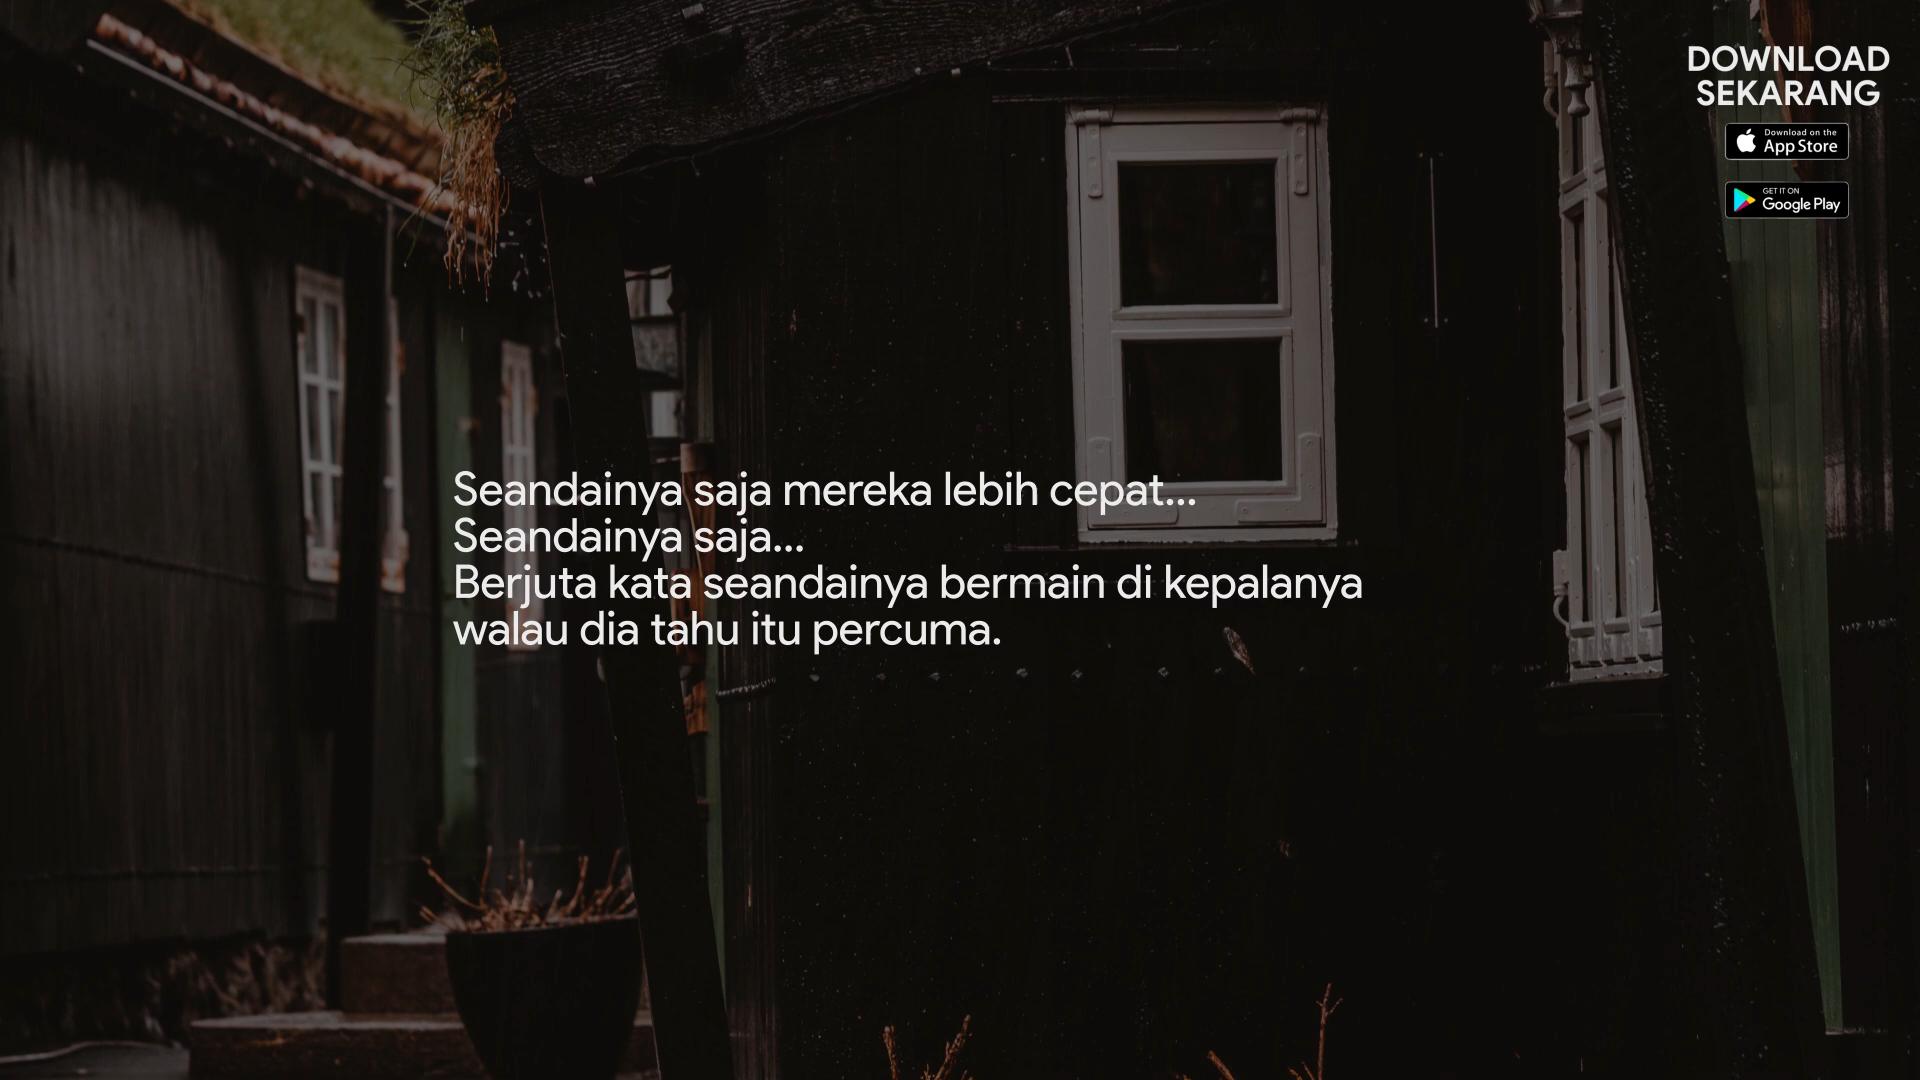 DOWNLOAD
SEKARANG
Download on the
App Store
GET IT ON
Google Play
Seandainya saja mereka lebih cepat...
Seandainya saja...
Berjuta kata seandainya bermain di kepalanya
walau dia tahu itu percuma.